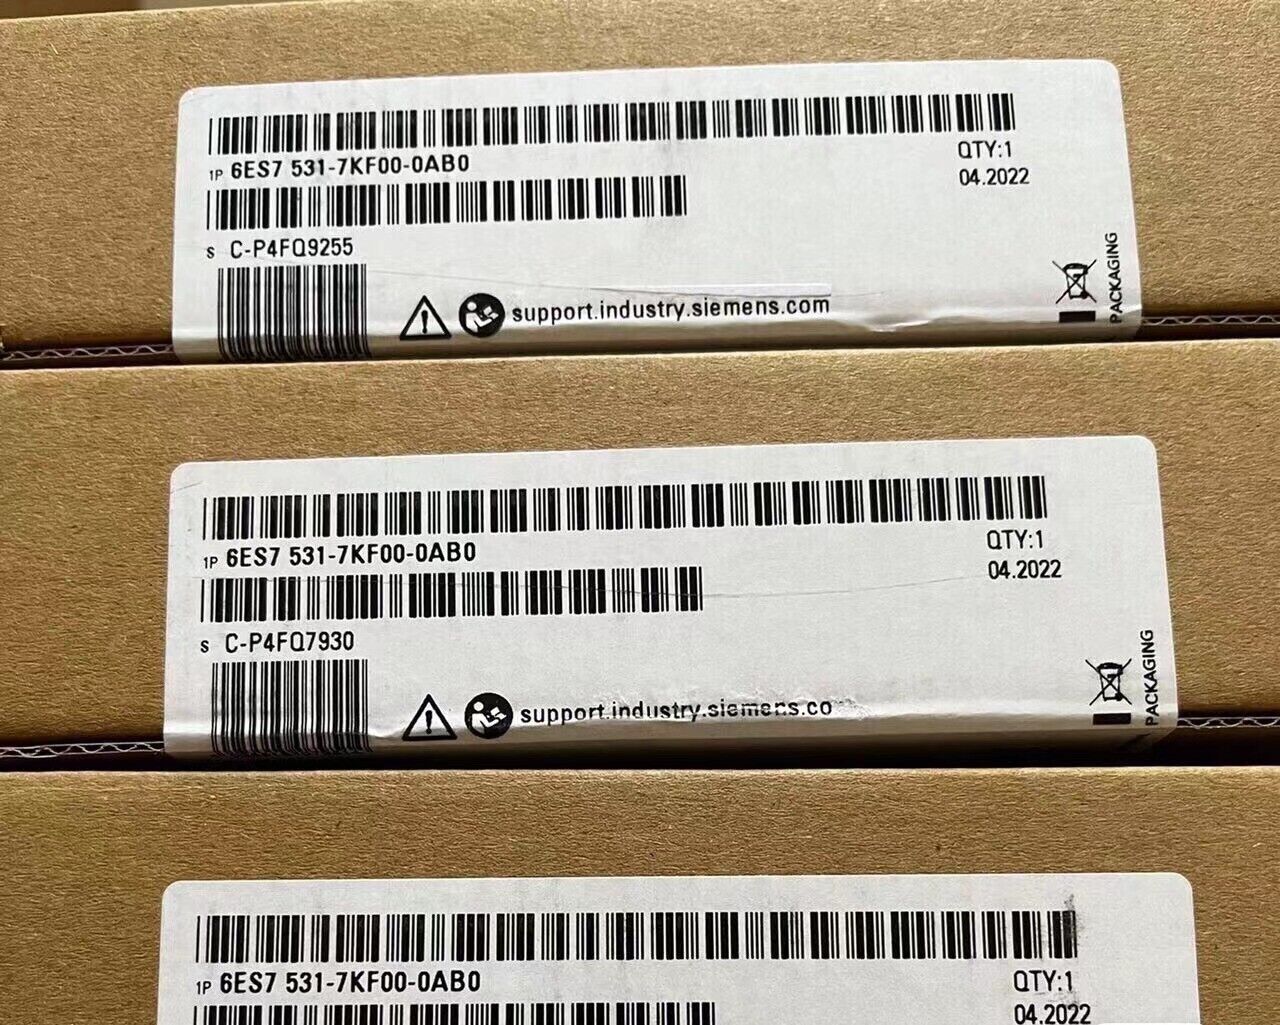 1P 6ES7 531-7KF00-0AB0
QTY:1
04.2022
S C-P4FQ9255
support.industry.siemens.com
PACKAGING
1P 6ES7 531-7KF00-0AB0
QTY:1
04.2022
S C-P4FQ7930
support.industry.siemens.co
PACKAGING
1P 6ES7 531-7KF00-0AB0
QTY:1
04.2022